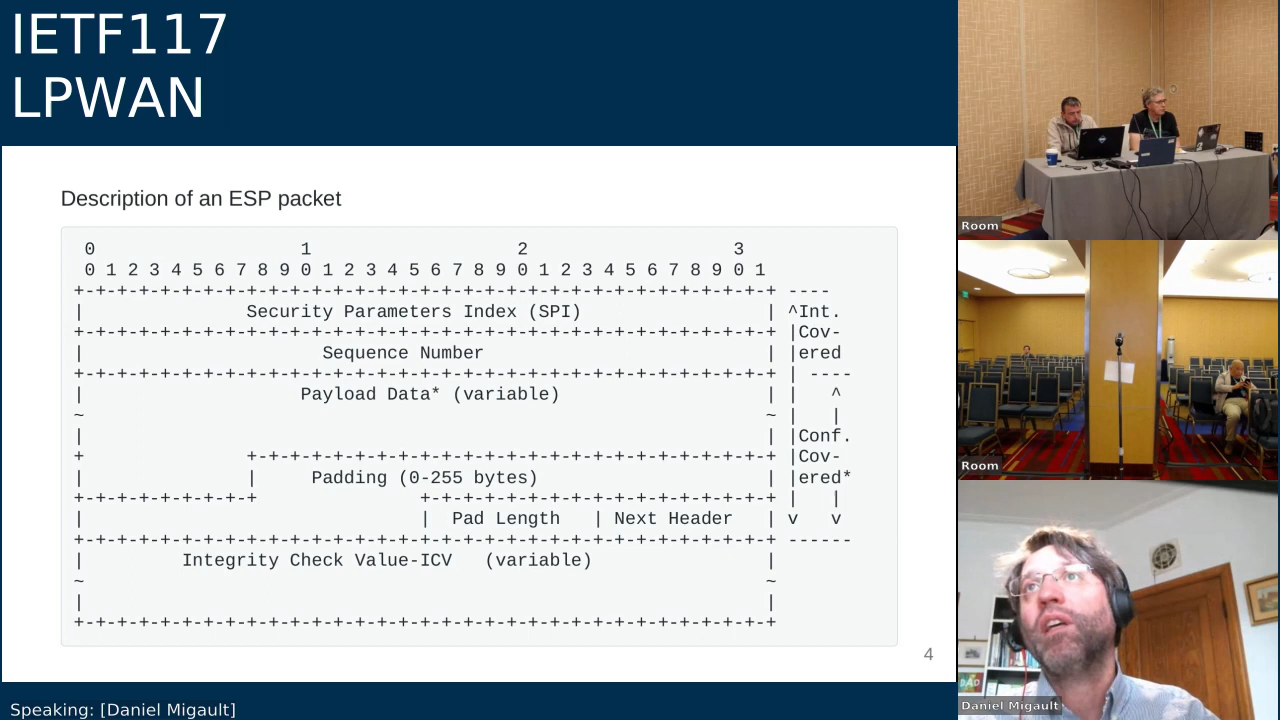 IETF117
LPWAN
Description of an ESP packet
 0                   1                   2                   3
 0 1 2 3 4 5 6 7 8 9 0 1 2 3 4 5 6 7 8 9 0 1 2 3 4 5 6 7 8 9 0 1
+-+-+-+-+-+-+-+-+-+-+-+-+-+-+-+-+-+-+-+-+-+-+-+-+-+-+-+-+-+-+-+-+ ----
|               Security Parameters Index (SPI)                 | ^Int.
+-+-+-+-+-+-+-+-+-+-+-+-+-+-+-+-+-+-+-+-+-+-+-+-+-+-+-+-+-+-+-+-+ |Cov-
|                      Sequence Number                          | |ered
+-+-+-+-+-+-+-+-+-+-+-+-+-+-+-+-+-+-+-+-+-+-+-+-+-+-+-+-+-+-+-+-+ | ----
|                    Payload Data* (variable)                   | |   ^
~                                                               ~ |   |
|                                                               | |Conf.
+               +-+-+-+-+-+-+-+-+-+-+-+-+-+-+-+-+-+-+-+-+-+-+-+-+ |Cov-
|               |     Padding (0-255 bytes)                     | |ered*
+-+-+-+-+-+-+-+-+               +-+-+-+-+-+-+-+-+-+-+-+-+-+-+-+-+ |   |
|                               |  Pad Length   | Next Header   | v   v
+-+-+-+-+-+-+-+-+-+-+-+-+-+-+-+-+-+-+-+-+-+-+-+-+-+-+-+-+-+-+-+-+ ------
|         Integrity Check Value-ICV   (variable)                |
~                                                               ~
|                                                               |
+-+-+-+-+-+-+-+-+-+-+-+-+-+-+-+-+-+-+-+-+-+-+-+-+-+-+-+-+-+-+-+-+
4
Speaking: [Daniel Migault]
Room
Room
DAD
Daniel Migault